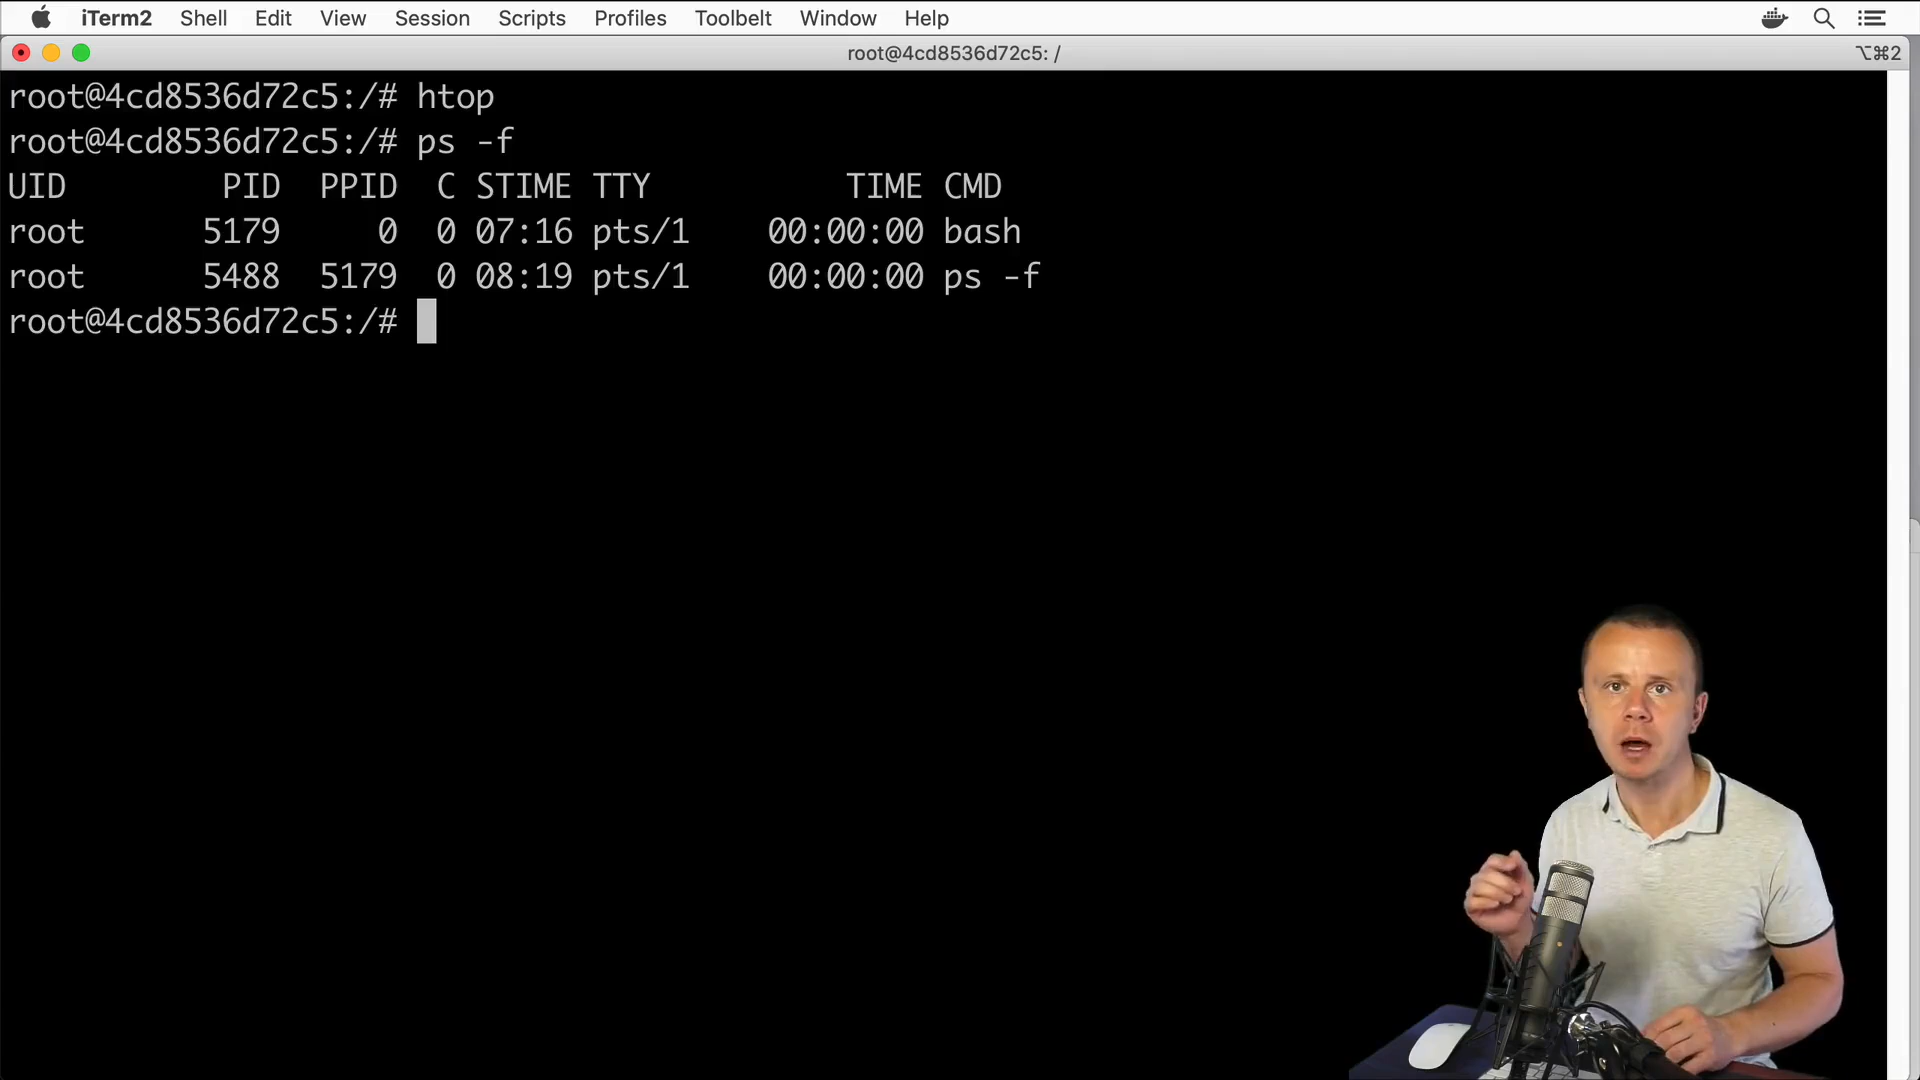 iTerm2 Shell Edit View Session Scripts Profiles Toolbelt Window Help
root@4cd8536d72c5: / ⌥⌘2
root@4cd8536d72c5:/# htop
root@4cd8536d72c5:/# ps -f
UID        PID  PPID  C STIME TTY          TIME CMD
root      5179     0  0 07:16 pts/1    00:00:00 bash
root      5488  5179  0 08:19 pts/1    00:00:00 ps -f
root@4cd8536d72c5:/#